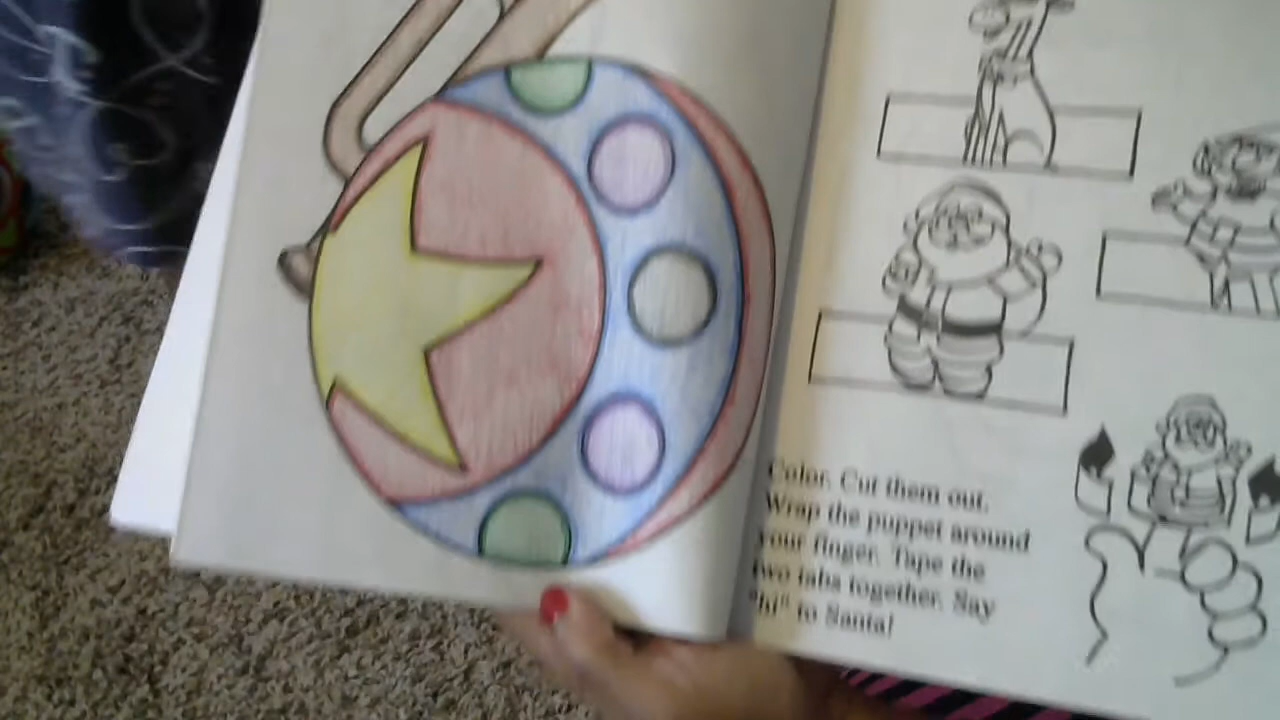 Color. Cut them out.
Wrap the puppet around
your finger. Tape the
two tabs together. Say
"hi" to Santa!